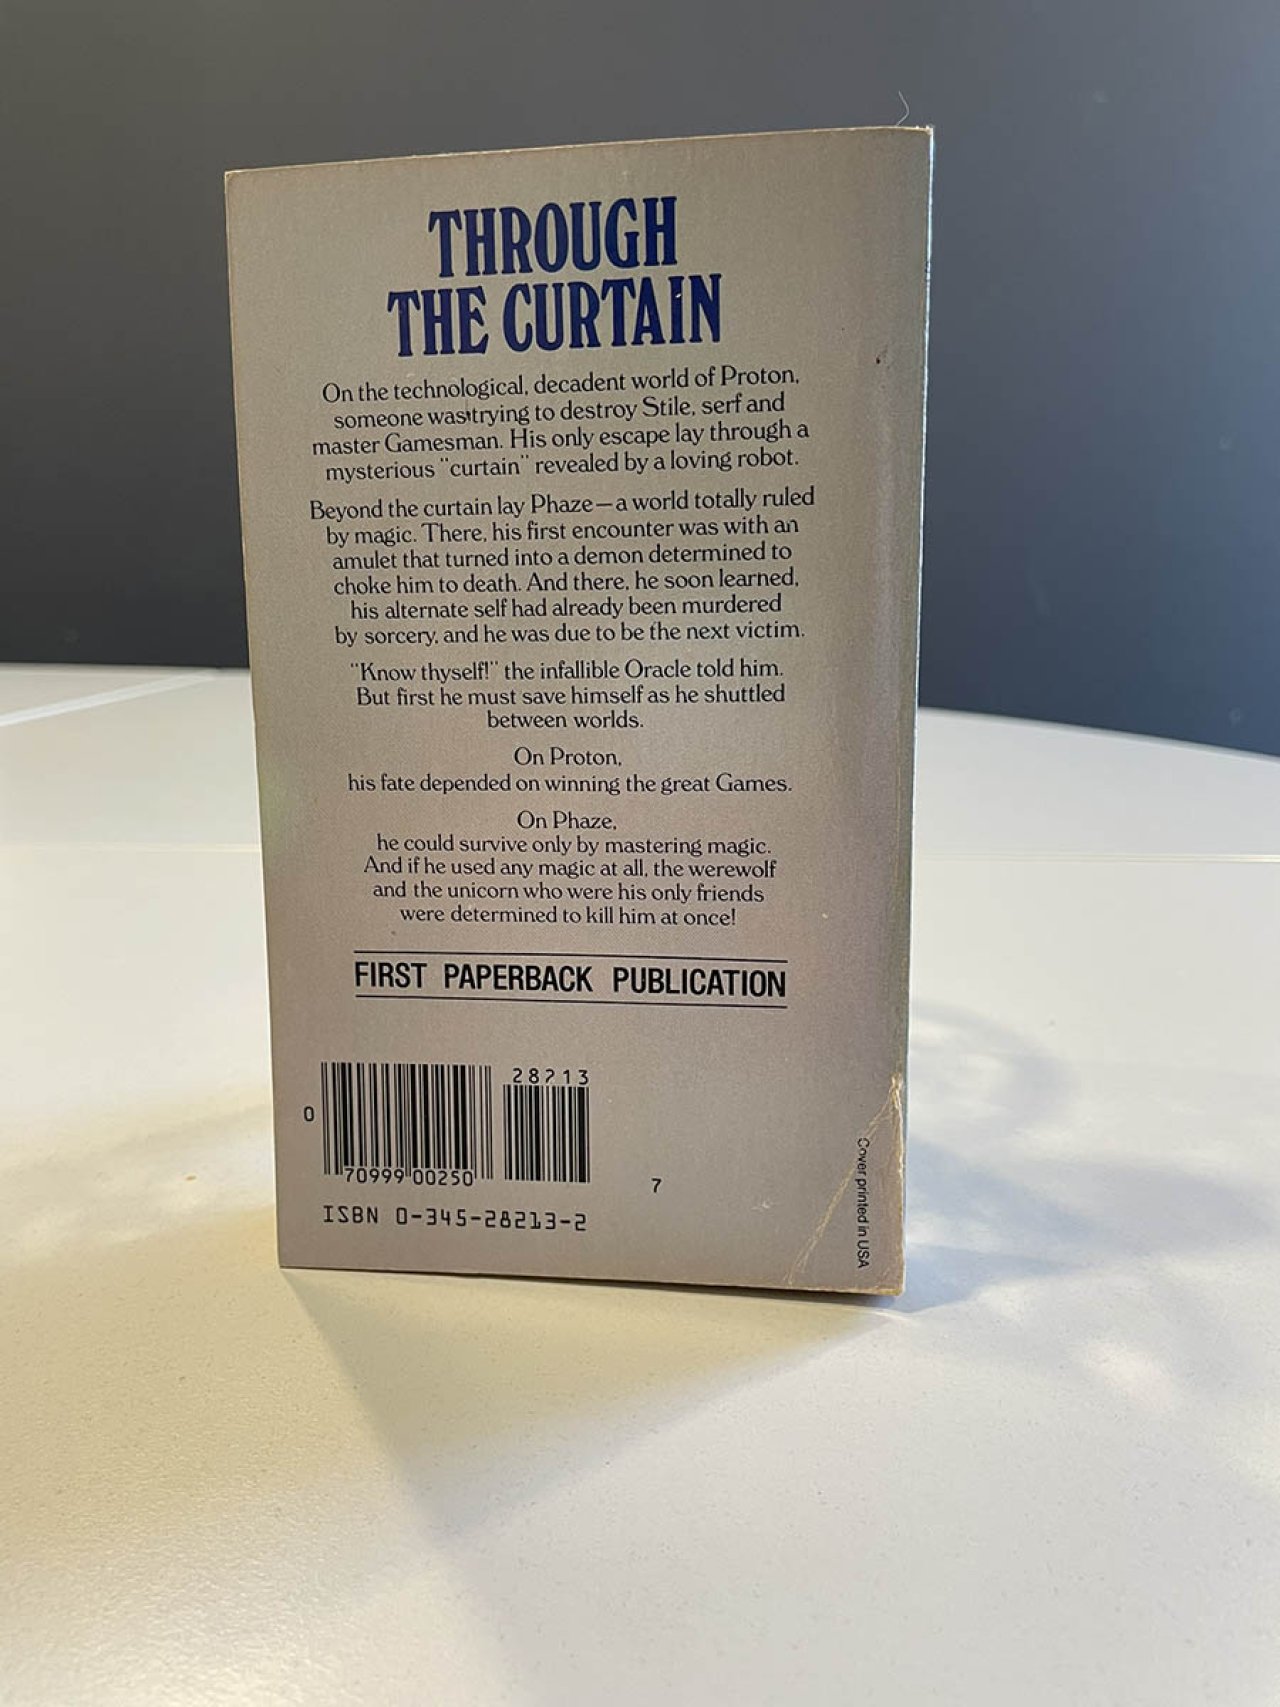 THROUGH
THE CURTAIN
On the technological, decadent world of Proton,
someone was trying to destroy Stile, serf and
master Gamesman. His only escape lay through a
mysterious "curtain" revealed by a loving robot.
Beyond the curtain lay Phaze—a world totally ruled
by magic. There, his first encounter was with an
amulet that turned into a demon determined to
choke him to death. And there, he soon learned,
his alternate self had already been murdered
by sorcery, and he was due to be the next victim.
"Know thyself!" the infallible Oracle told him.
But first he must save himself as he shuttled
between worlds.
On Proton,
his fate depended on winning the great Games.
On Phaze,
he could survive only by mastering magic.
And if he used any magic at all, the werewolf
and the unicorn who were his only friends
were determined to kill him at once!
FIRST PAPERBACK PUBLICATION
28213
0
70999 00250
7
ISBN 0-345-28213-2
Cover printed in USA